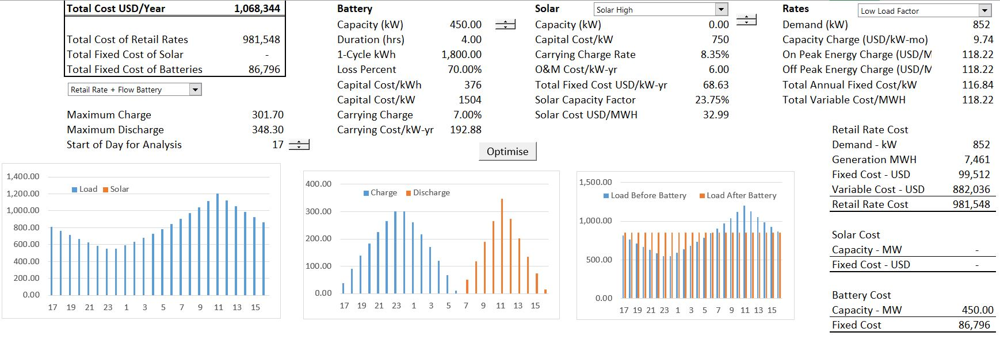 Total Cost USD/Year 1,068,344
Total Cost of Retail Rates 981,548
Total Fixed Cost of Solar -
Total Fixed Cost of Batteries 86,796
Retail Rate + Flow Battery
Maximum Charge 301.70
Maximum Discharge 348.30
Start of Day for Analysis 17
Battery
Capacity (kW) 450.00
Duration (hrs) 4.00
1-Cycle kWh 1,800.00
Loss Percent 70.00%
Capital Cost/kWh 376
Capital Cost/kW 1504
Carrying Charge 7.00%
Carrying Cost/kW-yr 192.88
Solar Solar High
Capacity (kW) 0.00
Capital Cost/kW 750
Carrying Charge Rate 8.35%
O&M Cost/kW-yr 6.00
Total Fixed Cost USD/kW-yr 68.63
Solar Capacity Factor 23.75%
Solar Cost USD/MWH 32.99
Optimise
Rates Low Load Factor
Demand (kW) 852
Capacity Charge (USD/kW-mo) 9.74
On Peak Energy Charge (USD/M 118.22
Off Peak Energy Charge (USD/M 118.22
Total Annual Fixed Cost/kW 116.84
Total Variable Cost/MWH 118.22
Retail Rate Cost
Demand - kW 852
Generation MWH 7,461
Fixed Cost - USD 99,512
Variable Cost - USD 882,036
Retail Rate Cost 981,548
Solar Cost
Capacity - MW -
Fixed Cost - USD -
Battery Cost
Capacity - MW 450.00
Fixed Cost 86,796
1,400.00
Load Solar
1,200.00
1,000.00
800.00
600.00
400.00
200.00
0.00
17 19 21 23 1 3 5 7 9 11 13 15
400.00
Charge Discharge
300.00
200.00
100.00
0.00
17 19 21 23 1 3 5 7 9 11 13 15
1,500.00
Load Before Battery Load After Battery
1,000.00
500.00
0.00
17 19 21 23 1 3 5 7 9 11 13 15